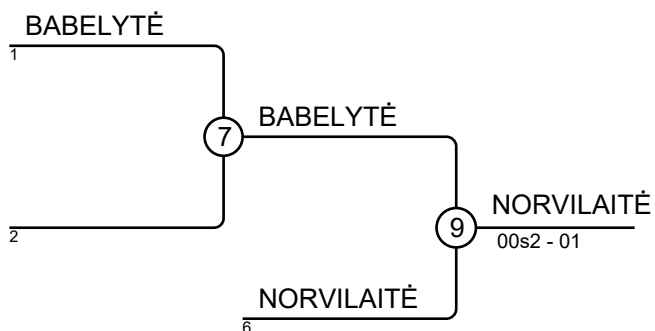 BABELYTĖ
1
7
BABELYTĖ
2
9
NORVILAITĖ
00s2 - 01
NORVILAITĖ
6